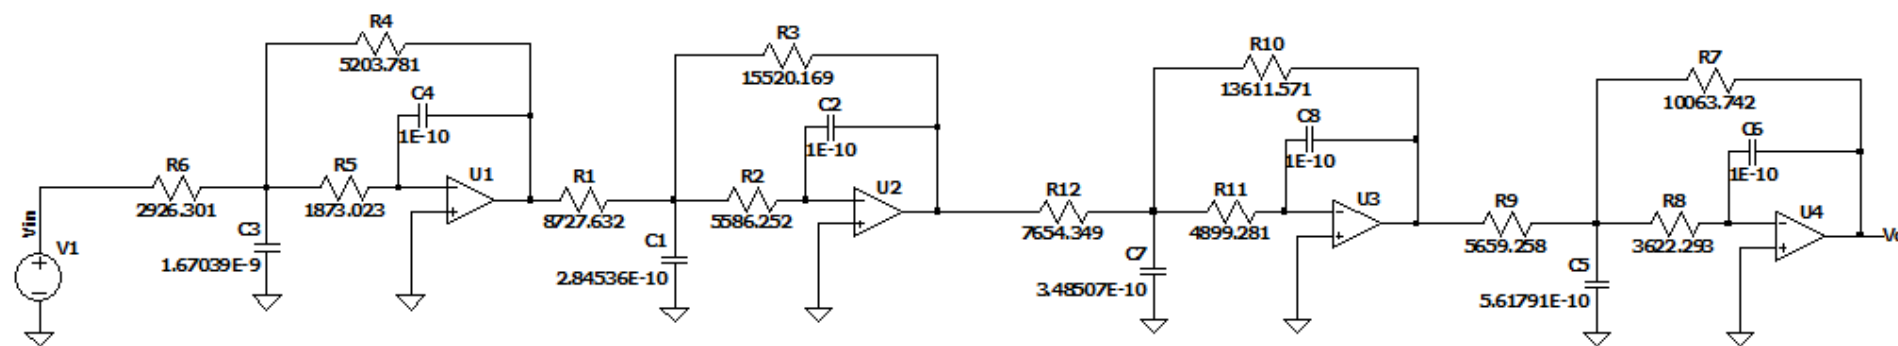 R4
5203.781
C4
1E-10
R6
2926.301
R5
1873.023
U1
Vin
V1
C3
1.67039E-9
R3
15520.169
C2
1E-10
R1
8727.632
R2
5586.252
U2
C1
2.84536E-10
R10
13611.571
C8
1E-10
R12
7654.349
R11
4899.281
U3
C7
3.48507E-10
R7
10063.742
C6
1E-10
R9
5659.258
R8
3622.293
U4
C5
5.61791E-10